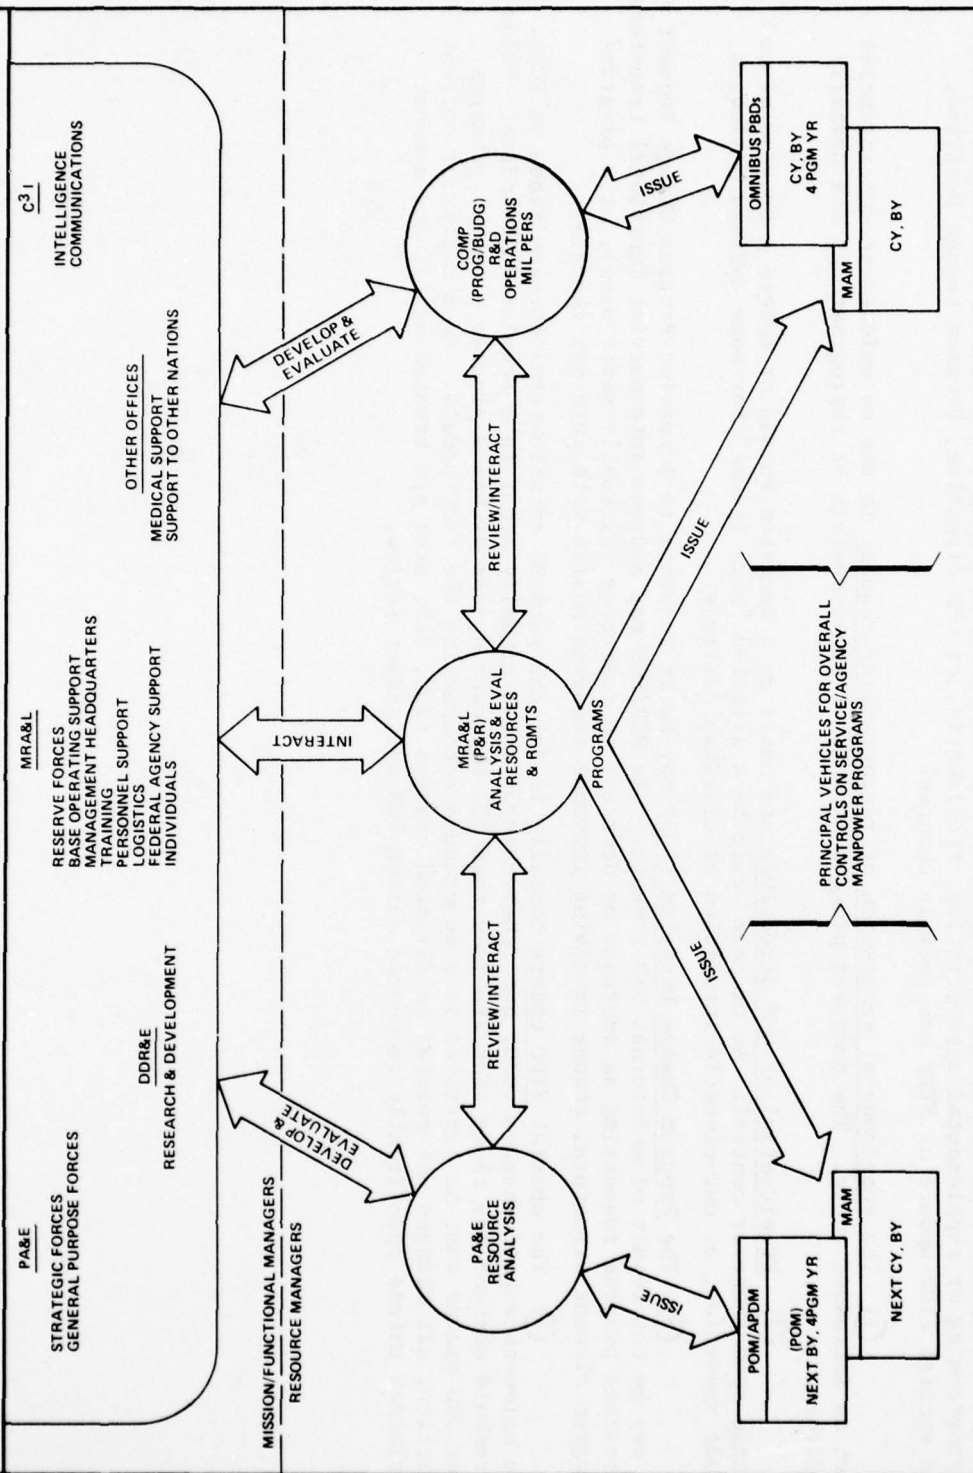 PA&E
STRATEGIC FORCES
GENERAL PURPOSE FORCES
DDR&E
RESEARCH & DEVELOPMENT
MRA&L
RESERVE FORCES
BASE OPERATING SUPPORT
MANAGEMENT HEADQUARTERS
TRAINING
PERSONNEL SUPPORT
LOGISTICS
FEDERAL AGENCY SUPPORT
INDIVIDUALS
OTHER OFFICES
MEDICAL SUPPORT
SUPPORT TO OTHER NATIONS
C³I
INTELLIGENCE
COMMUNICATIONS
MISSION/FUNCTIONAL MANAGERS
RESOURCE MANAGERS
DEVELOP &
EVALUATE
INTERACT
DEVELOP &
EVALUATE
PA&E
RESOURCE
ANALYSIS
REVIEW/INTERACT
MRA&L
(P&R)
ANALYSIS & EVAL
RESOURCES
& RQMTS
REVIEW/INTERACT
COMP
(PROG/BUDG)
R&D
OPERATIONS
MIL PERS
PROGRAMS
ISSUE
ISSUE
ISSUE
ISSUE
POM/APDM
(POM)
NEXT BY, 4PGM YR
MAM
NEXT CY, BY
PRINCIPAL VEHICLES FOR OVERALL
CONTROLS ON SERVICE/AGENCY
MANPOWER PROGRAMS
OMNIBUS PBDs
CY, BY
4 PGM YR
MAM
CY, BY